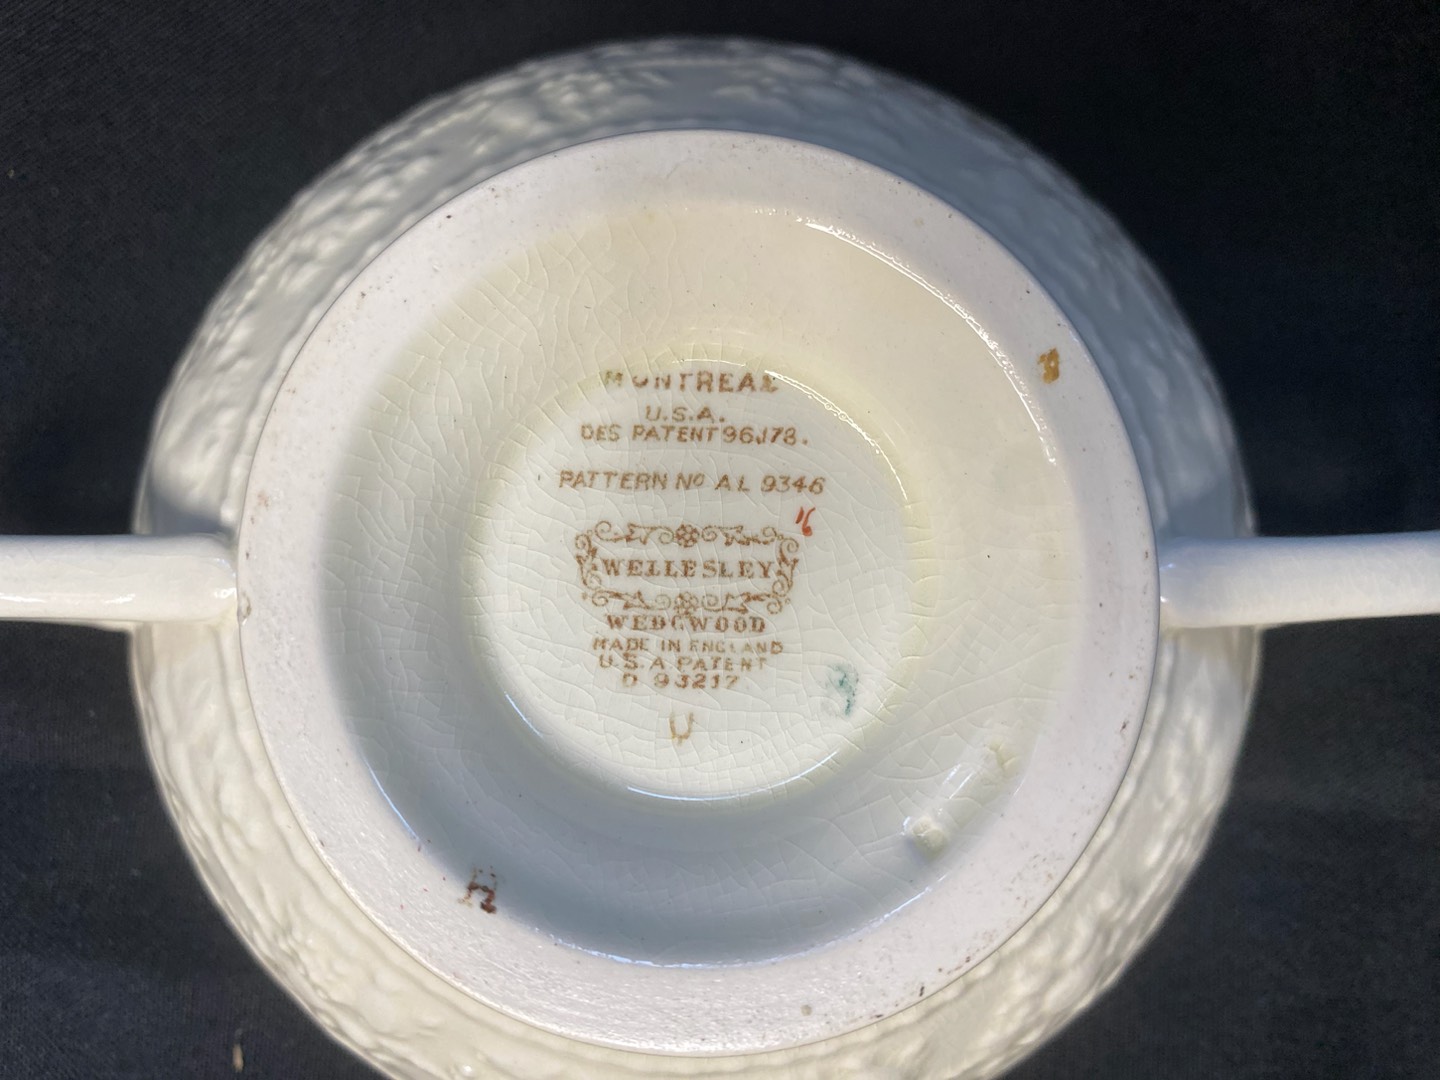 MONTREAL
U.S.A.
DES PATENT 96178.
PATTERN No AL 9346
WELLESLEY
WEDGWOOD
MADE IN ENGLAND
U.S.A PATENT
D 93217
U